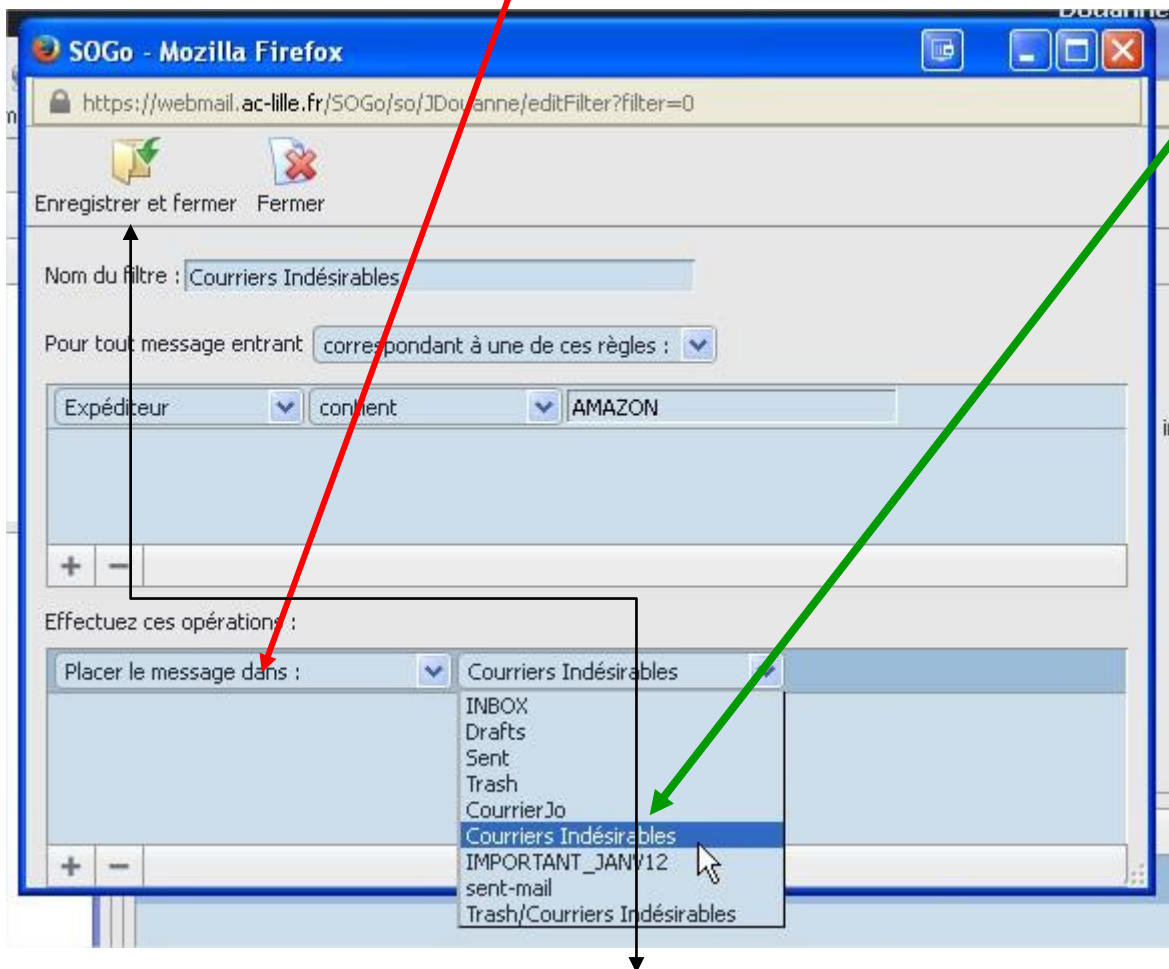 Douanne
SOGo - Mozilla Firefox
https://webmail.ac-lille.fr/SOGo/so/JDouanne/editFilter?filter=0
Enregistrer et fermer Fermer
Nom du filtre : Courriers Indésirables
Pour tout message entrant correspondant à une de ces règles :
Expéditeur contient AMAZON
+ −
Effectuez ces opérations :
Placer le message dans : Courriers Indésirables
INBOX
Drafts
Sent
Trash
CourrierJo
Courriers Indésirables
IMPORTANT_JANV12
sent-mail
Trash/Courriers Indésirables
+ −